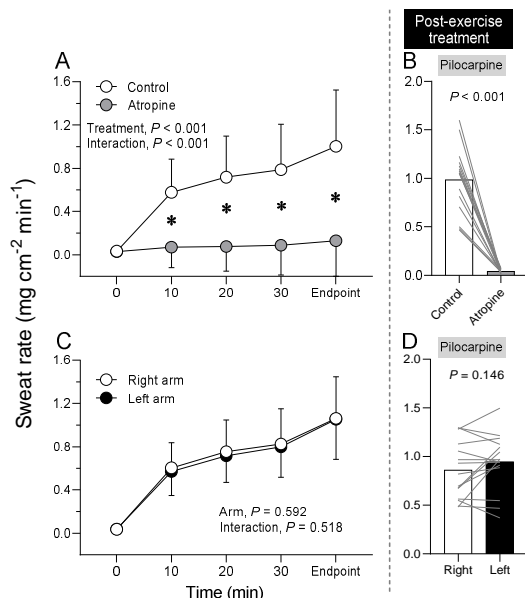 Post-exercise
treatment
A
1.6
1.2
0.8
0.4
0.0
Control
Atropine
Treatment, P < 0.001
Interaction, P < 0.001
*
*
*
*
0
10
20
30
Endpoint
B
Pilocarpine
2.0
1.5
1.0
0.5
0.0
P < 0.001
Control
Atropine
Sweat rate (mg cm-2 min-1)
C
1.6
1.2
0.8
0.4
0.0
Right arm
Left arm
Arm, P = 0.592
Interaction, P = 0.518
0
10
20
30
Endpoint
Time (min)
D
Pilocarpine
2.0
1.5
1.0
0.5
0.0
P = 0.146
Right
Left